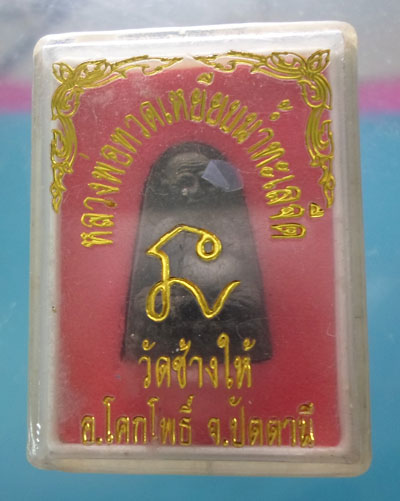 หลวงพ่อทวดเหยียบน้ำทะเลจืด
วัดช้างให้
อ.โคกโพธิ์ จ.ปัตตานี